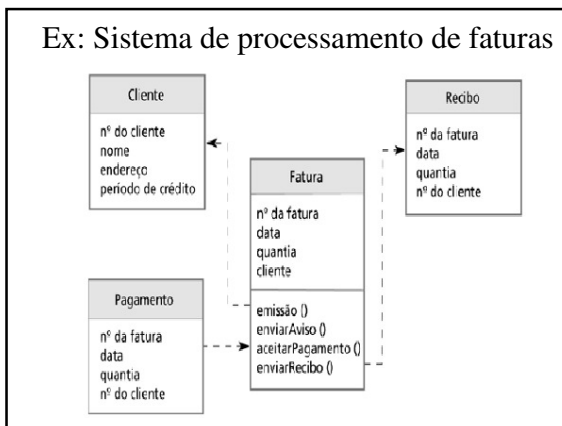 Ex: Sistema de processamento de faturas
Cliente
nº do cliente
nome
endereço
período de crédito
Recibo
nº da fatura
data
quantia
nº do cliente
Fatura
nº da fatura
data
quantia
cliente
emissão ()
enviarAviso ()
aceitarPagamento ()
enviarRecibo ()
Pagamento
nº da fatura
data
quantia
nº do cliente